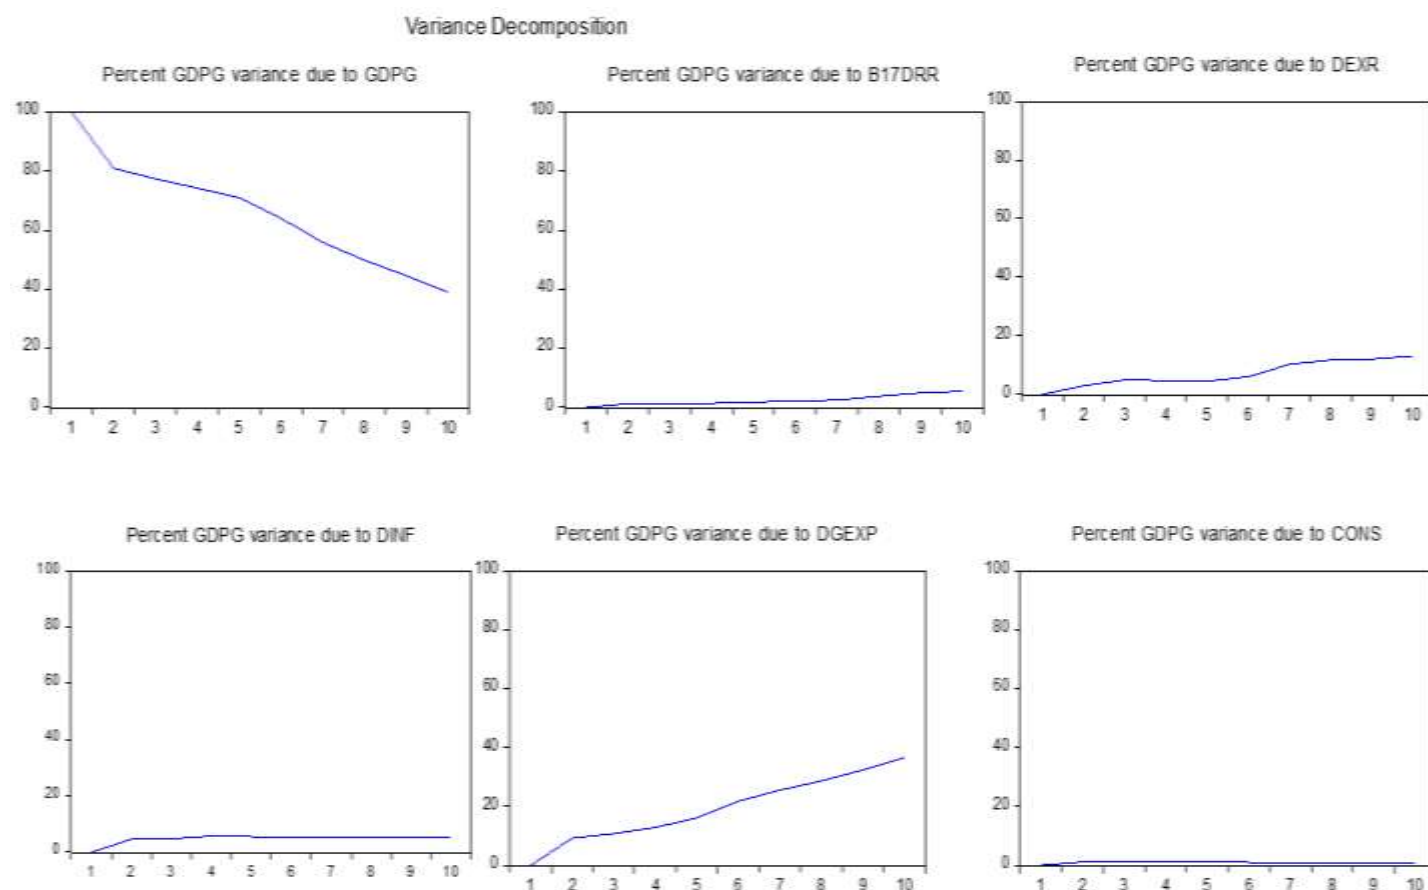 Variance Decomposition
Percent GDPG variance due to GDPG
100
80
60
40
20
0
1 2 3 4 5 6 7 8 9 10
Percent GDPG variance due to B17DRR
100
80
60
40
20
0
1 2 3 4 5 6 7 8 9 10
Percent GDPG variance due to DEXR
100
80
60
40
20
0
1 2 3 4 5 6 7 8 9 10
Percent GDPG variance due to DINF
100
80
60
40
20
0
1 2 3 4 5 6 7 8 9 10
Percent GDPG variance due to DGEXP
100
80
60
40
20
0
1 2 3 4 5 6 7 8 9 10
Percent GDPG variance due to CONS
100
80
60
40
20
0
1 2 3 4 5 6 7 8 9 10